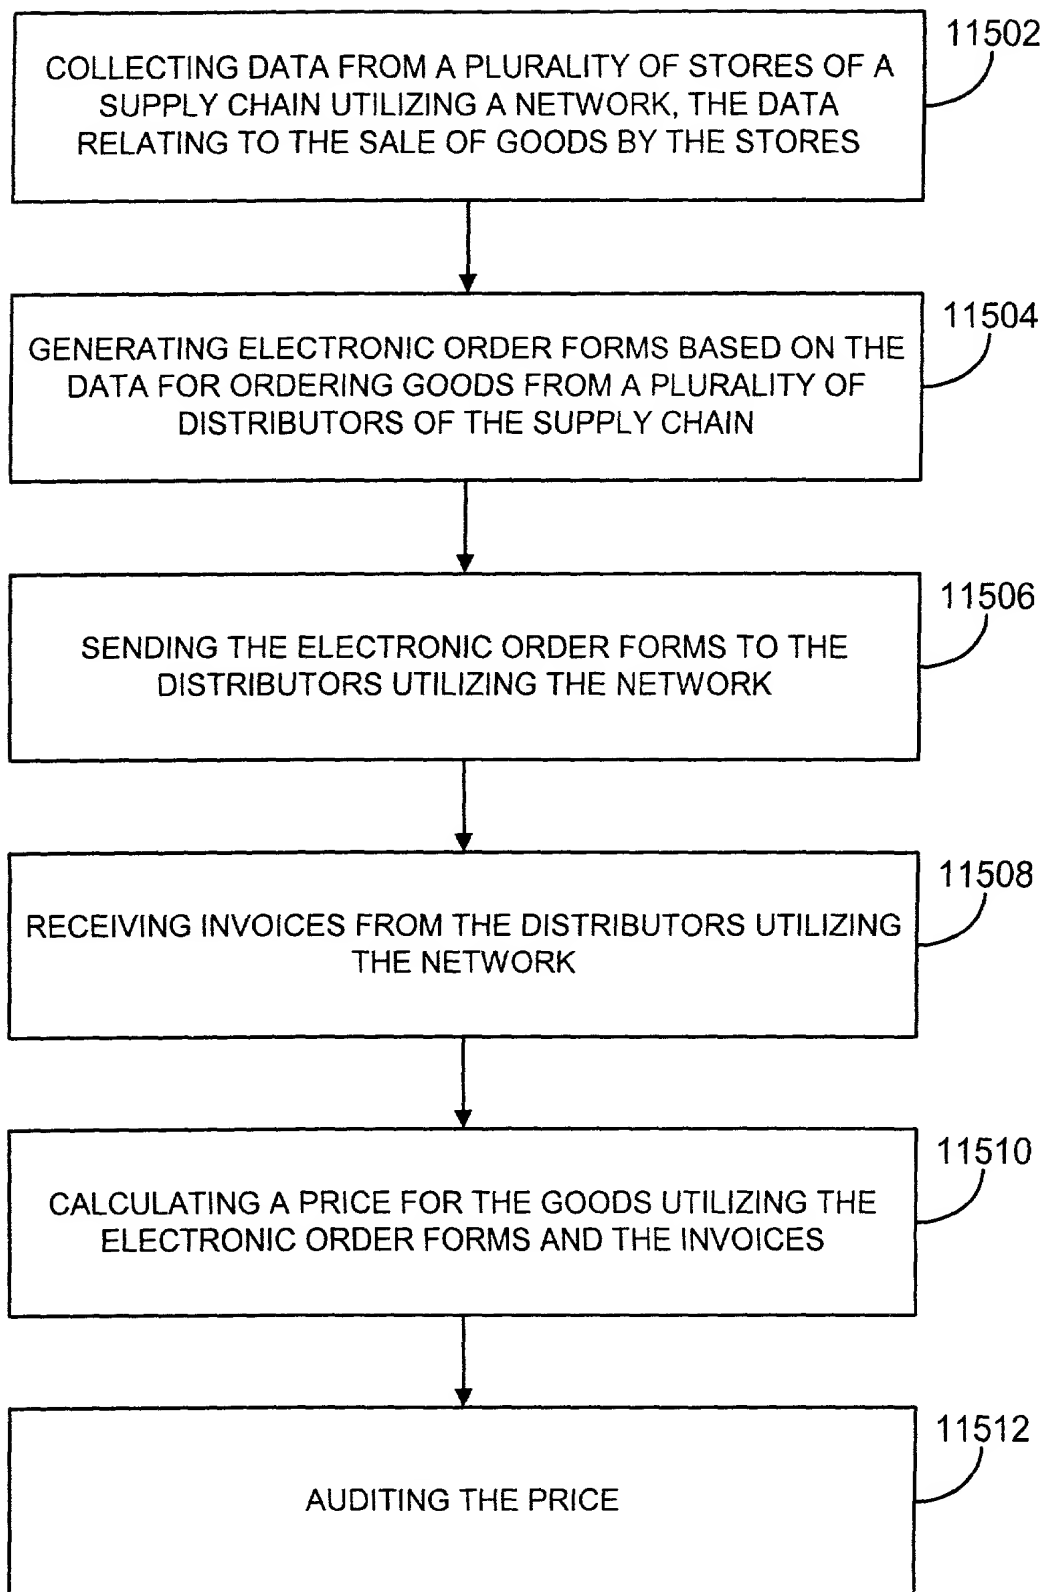 11502
COLLECTING DATA FROM A PLURALITY OF STORES OF A
SUPPLY CHAIN UTILIZING A NETWORK, THE DATA
RELATING TO THE SALE OF GOODS BY THE STORES
11504
GENERATING ELECTRONIC ORDER FORMS BASED ON THE
DATA FOR ORDERING GOODS FROM A PLURALITY OF
DISTRIBUTORS OF THE SUPPLY CHAIN
11506
SENDING THE ELECTRONIC ORDER FORMS TO THE
DISTRIBUTORS UTILIZING THE NETWORK
11508
RECEIVING INVOICES FROM THE DISTRIBUTORS UTILIZING
THE NETWORK
11510
CALCULATING A PRICE FOR THE GOODS UTILIZING THE
ELECTRONIC ORDER FORMS AND THE INVOICES
11512
AUDITING THE PRICE